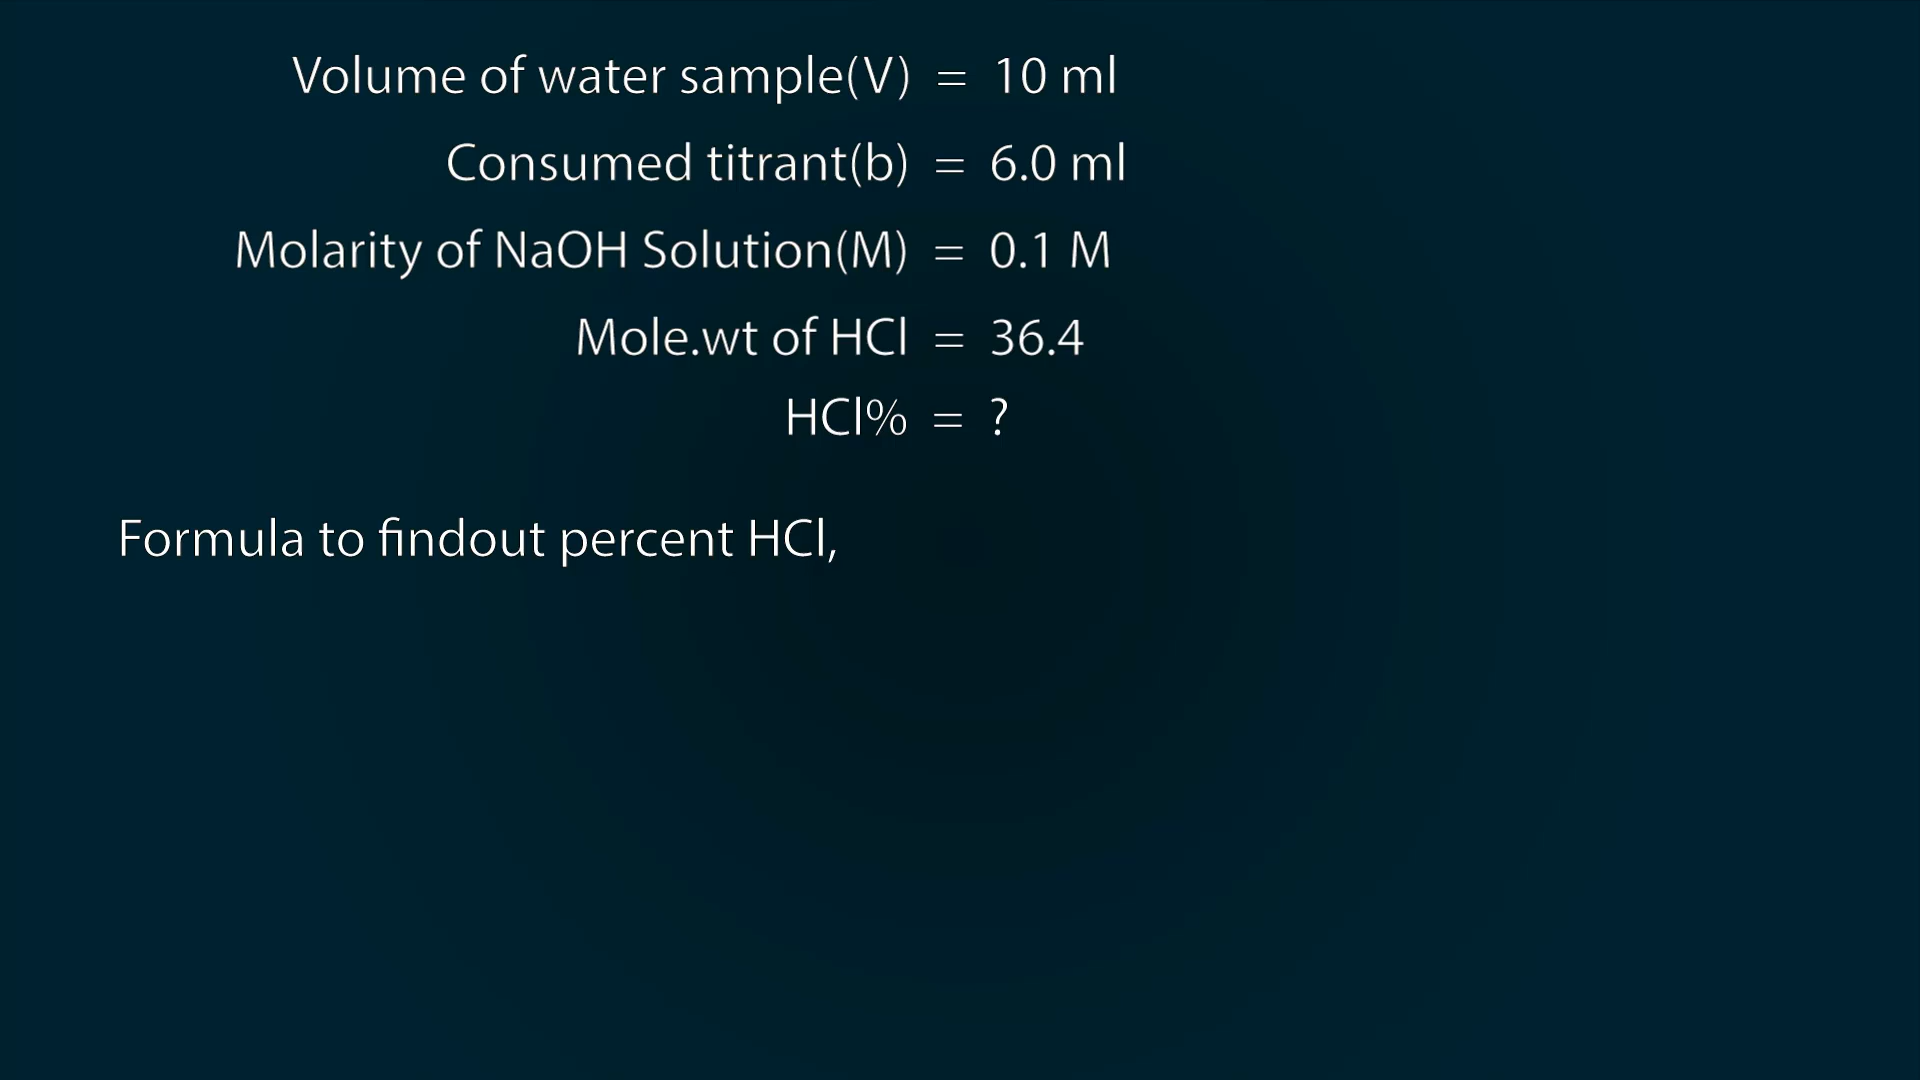 Volume of water sample(V) = 10 ml
Consumed titrant(b) = 6.0 ml
Molarity of NaOH Solution(M) = 0.1 M
Mole.wt of HCl = 36.4
HCl% = ?
Formula to findout percent HCl,